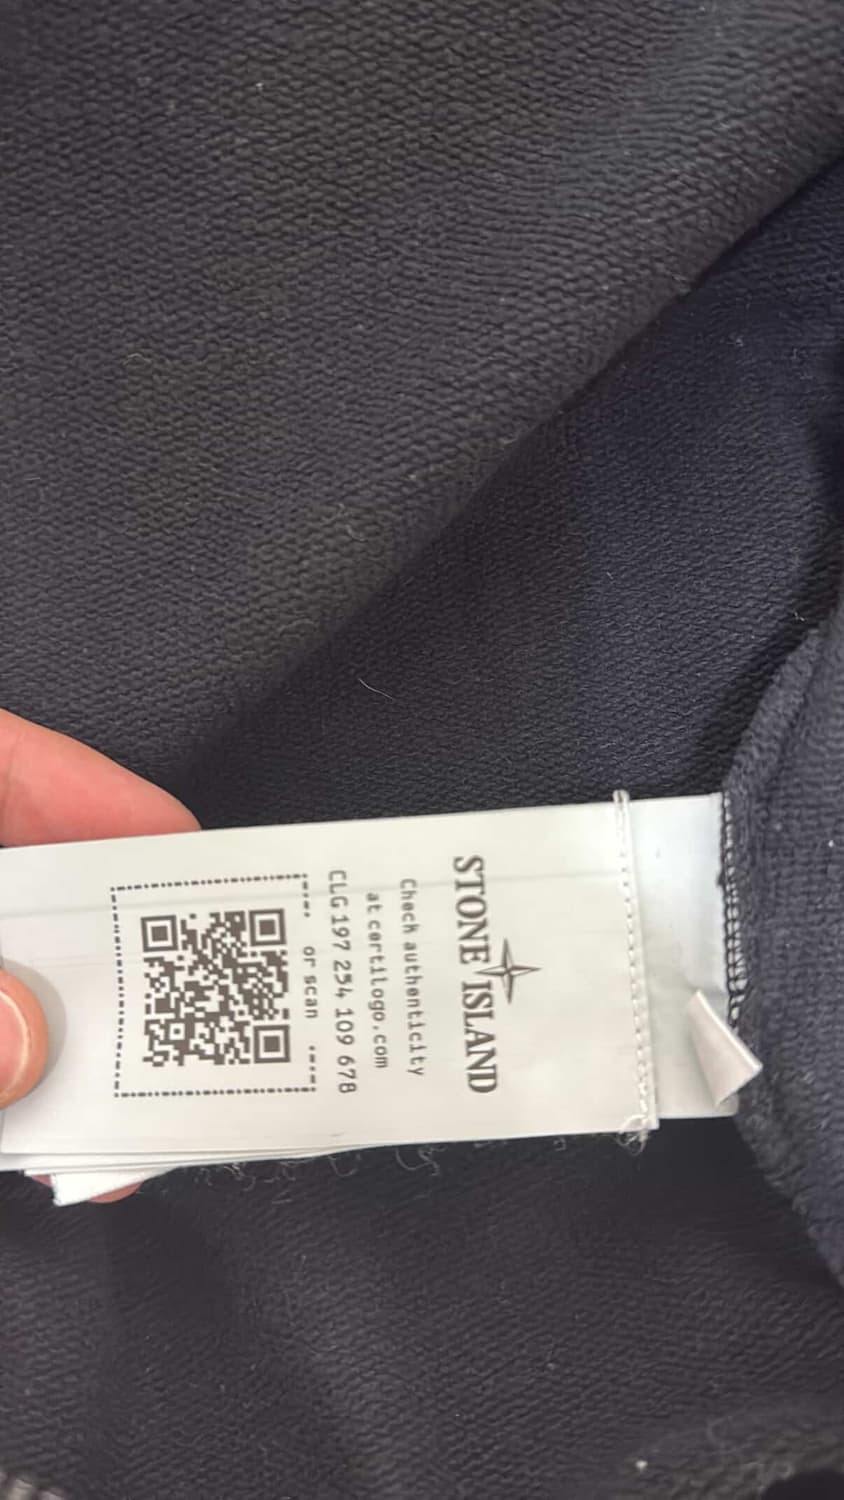 STONE ISLAND
Check authenticity
at certilogo.com
CLG 197 254 109 678
or scan